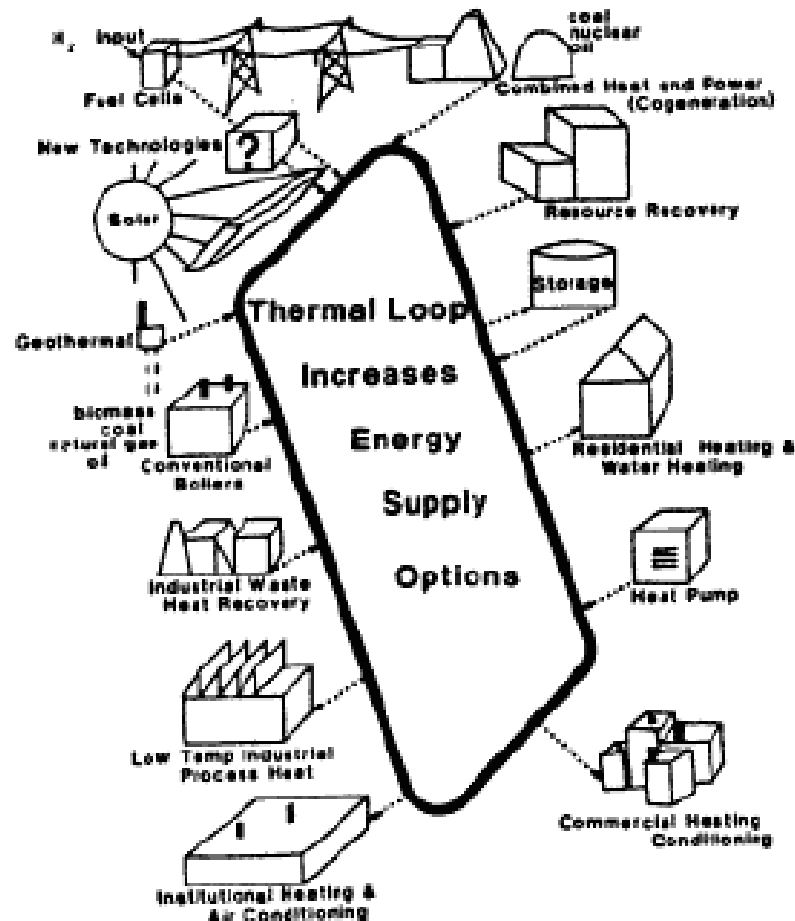 H₂ input
Fuel Cells
coal
nuclear
oil
Combined Heat and Power
(Cogeneration)
New Technologies
?
Resource Recovery
Solar
Storage
Thermal Loop
Increases
Energy
Supply
Options
Geothermal
biomass
coal
natural gas
oil
Conventional
Boilers
Residential Heating &
Water Heating
Industrial Waste
Heat Recovery
Heat Pump
Low Temp Industrial
Process Heat
Commercial Heating
Conditioning
Institutional Heating &
Air Conditioning